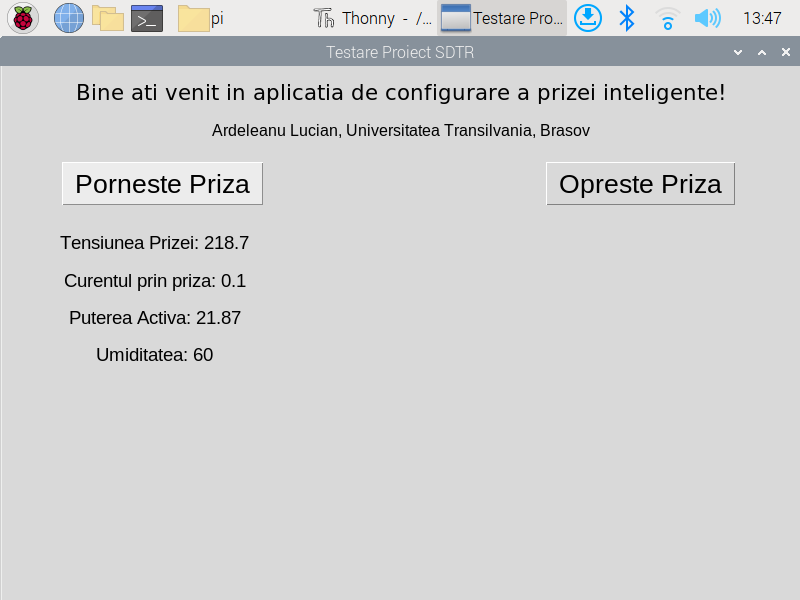 pi
Thonny - /...
Testare Pro...
13:47
Testare Proiect SDTR
Bine ati venit in aplicatia de configurare a prizei inteligente!
Ardeleanu Lucian, Universitatea Transilvania, Brasov
Porneste Priza
Opreste Priza
Tensiunea Prizei: 218.7
Curentul prin priza: 0.1
Puterea Activa: 21.87
Umiditatea: 60